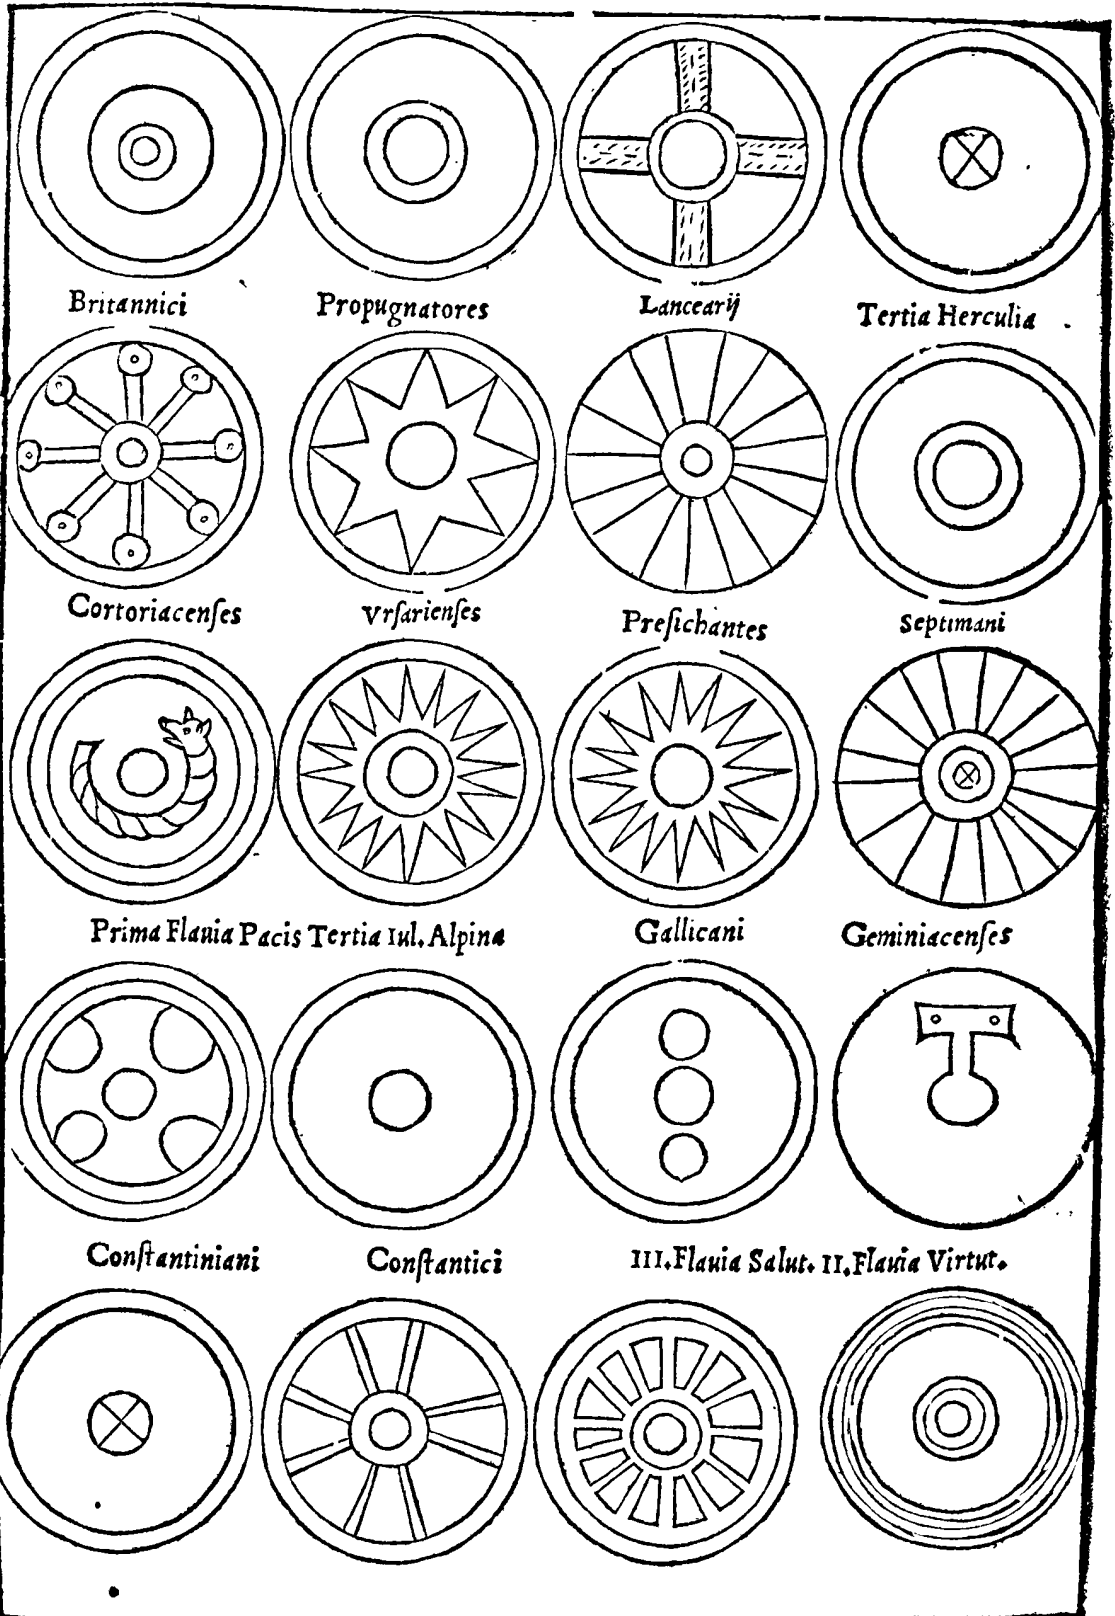 Britannici Propugnatores Lancearij Tertia Herculia
Cortoriacenſes Vrſarienſes Preſichantes Septimani
Prima Flauia Pacis Tertia Iul. Alpina Gallicani Geminiacenſes
Conſtantiniani Conſtantici III. Flauia Salut. II. Flauia Virtut.